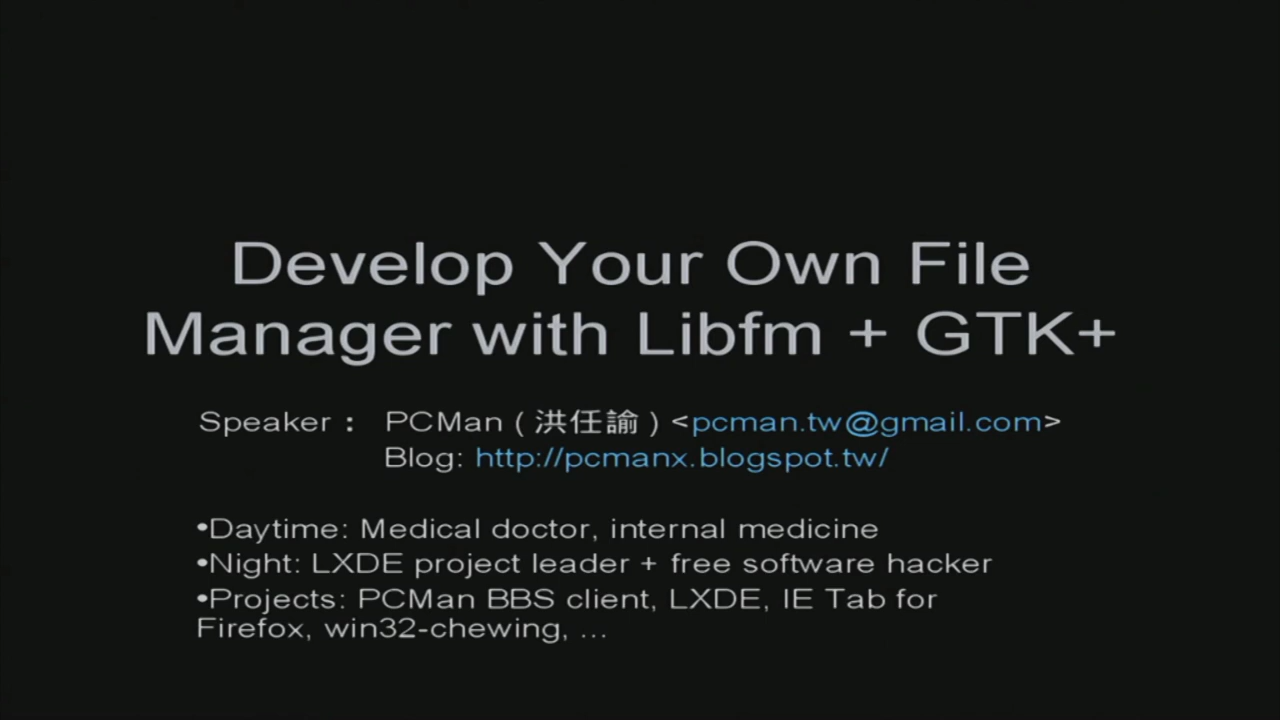 Develop Your Own File
Manager with Libfm + GTK+
Speaker : PCMan ( 洪任諭 ) <pcman.tw@gmail.com>
Blog: http://pcmanx.blogspot.tw/
•Daytime: Medical doctor, internal medicine
•Night: LXDE project leader + free software hacker
•Projects: PCMan BBS client, LXDE, IE Tab for
Firefox, win32-chewing, ...